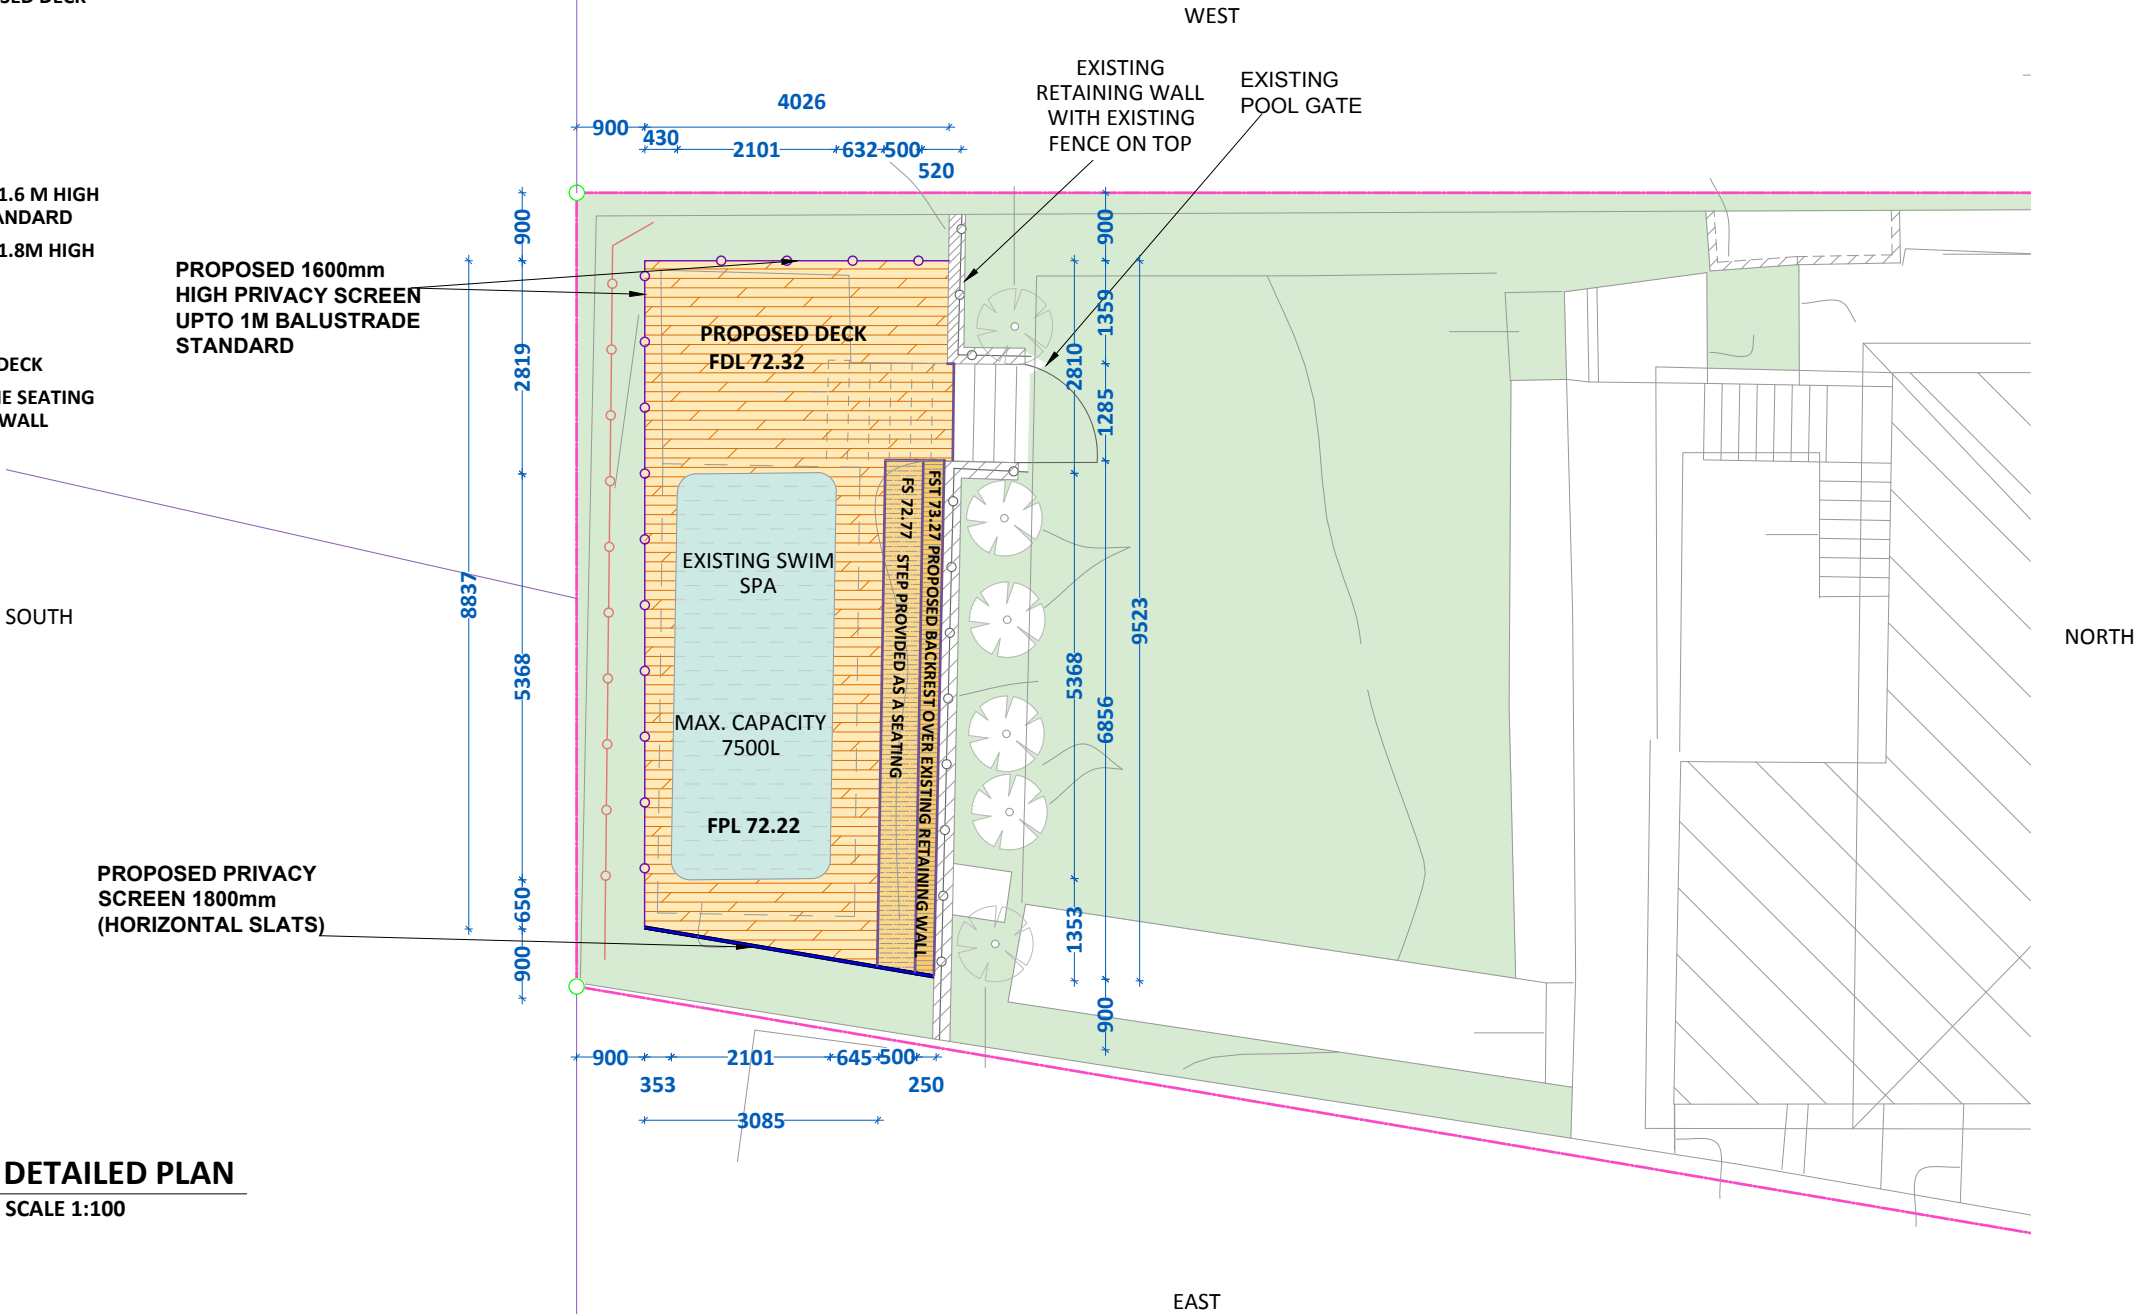 WEST
EXISTING
RETAINING WALL
WITH EXISTING
FENCE ON TOP
EXISTING
POOL GATE
4026
900
430
2101
632
500
520
1.6 M HIGH
1.8M HIGH
DECK
SEATING
WALL
PROPOSED 1600mm
HIGH PRIVACY SCREEN
UPTO 1M BALUSTRADE
STANDARD
900
2819
8837
5368
650
900
PROPOSED DECK
FDL 72.32
EXISTING SWIM
SPA
MAX. CAPACITY
7500L
FPL 72.22
FS 72.77 STEP PROVIDED AS A SEATING
FST 73.27 PROPOSED BACKREST OVER EXISTING RETAINING WALL
900
1359
2810
1285
9523
5368
6856
1353
900
SOUTH
NORTH
PROPOSED PRIVACY
SCREEN 1800mm
(HORIZONTAL SLATS)
900
2101
645
500
353
250
3085
DETAILED PLAN
SCALE 1:100
EAST